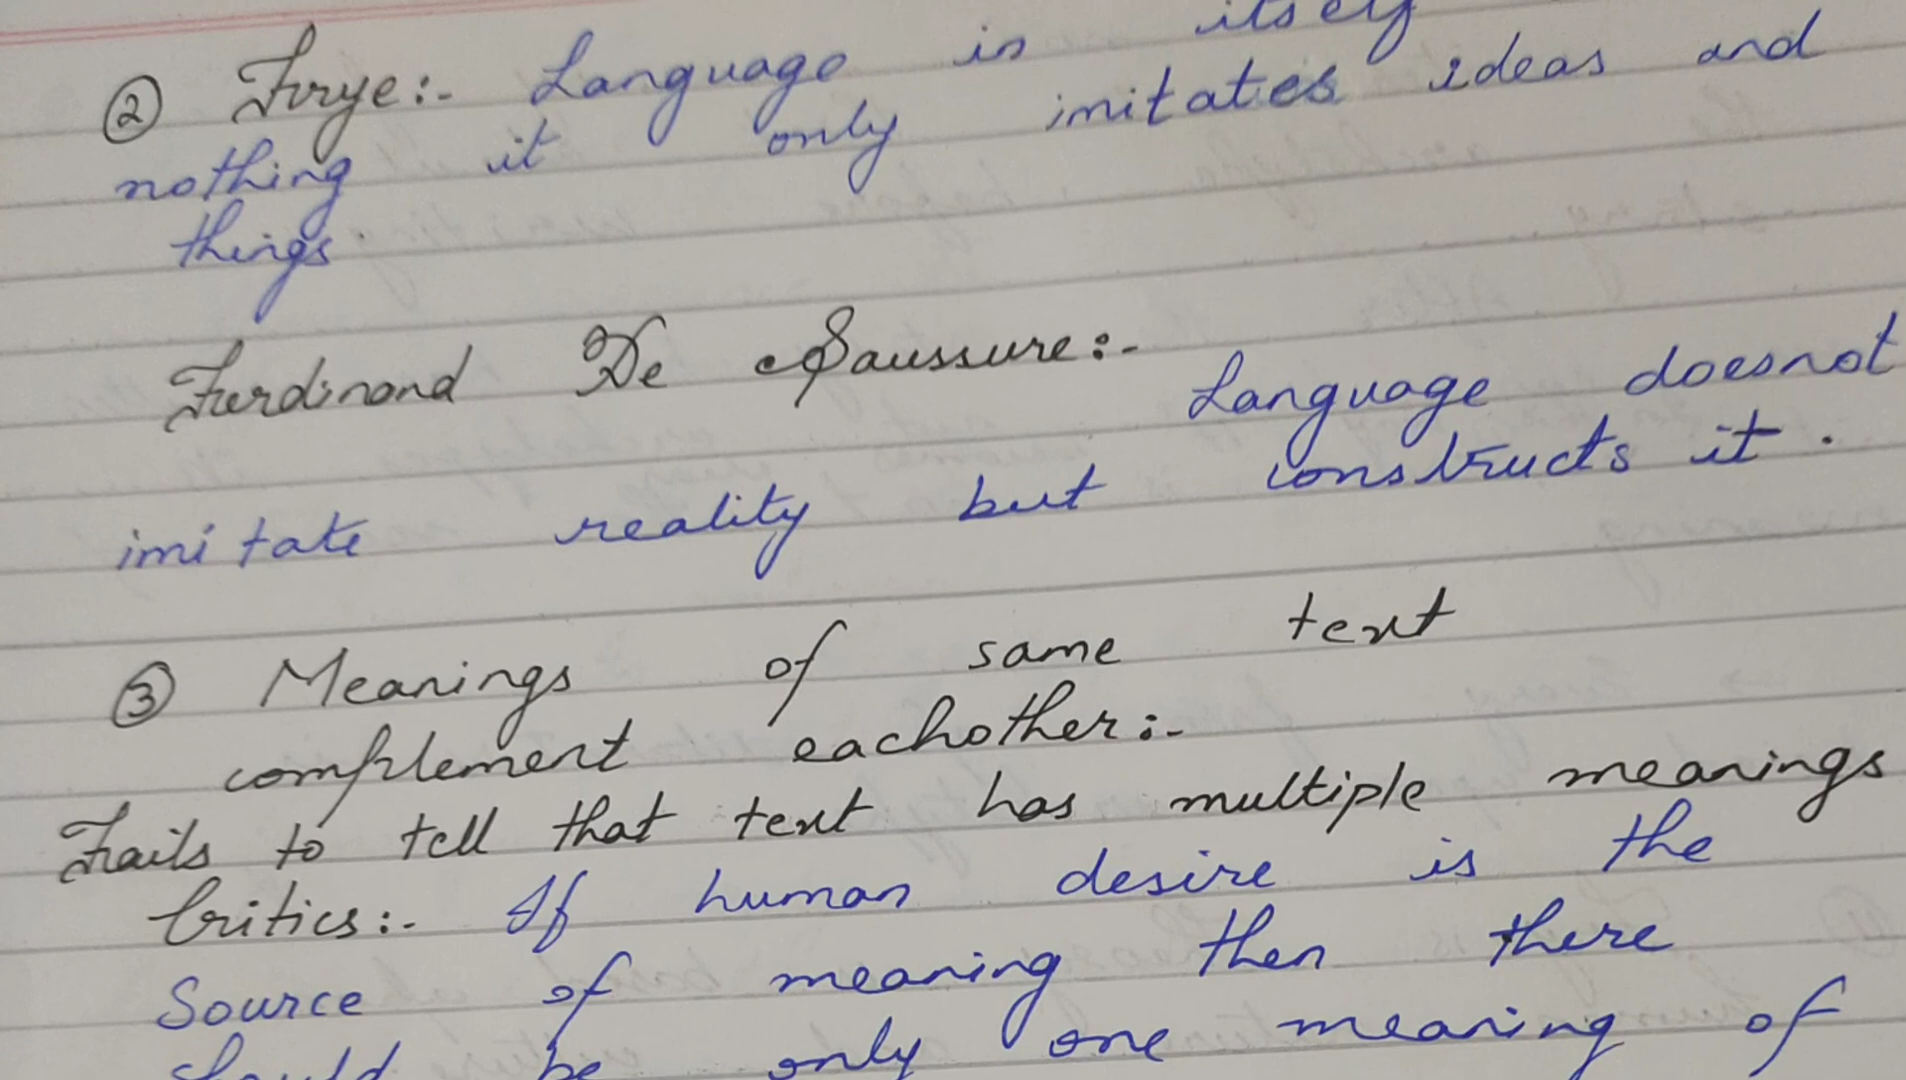 ② Frye:- Language in itself
nothing it only imitates ideas and
things.
Ferdinand De Saussure:-
Language doesnot
imitate reality but constructs it.
③ Meanings of same text
complement eachother:-
Fails to tell that text has multiple meanings
Critics:- If human desire is the
Source of meaning then there
should be only one meaning of